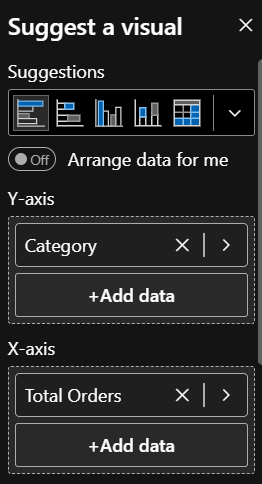 Suggest a visual
Suggestions
Off Arrange data for me
Y-axis
Category
+Add data
X-axis
Total Orders
+Add data